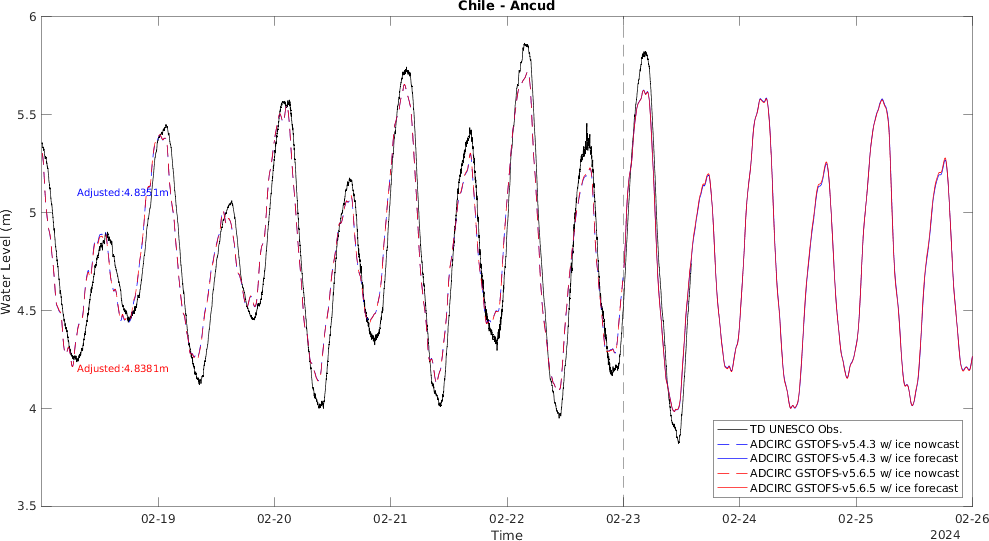 Chile - Ancud
6
5.5
5
4.5
4
3.5
Water Level (m)
Adjusted:4.8351m
Adjusted:4.8381m
TD UNESCO Obs.
ADCIRC GSTOFS-v5.4.3 w/ ice nowcast
ADCIRC GSTOFS-v5.4.3 w/ ice forecast
ADCIRC GSTOFS-v5.6.5 w/ ice nowcast
ADCIRC GSTOFS-v5.6.5 w/ ice forecast
02-19 02-20 02-21 02-22 02-23 02-24 02-25 02-26
Time
2024